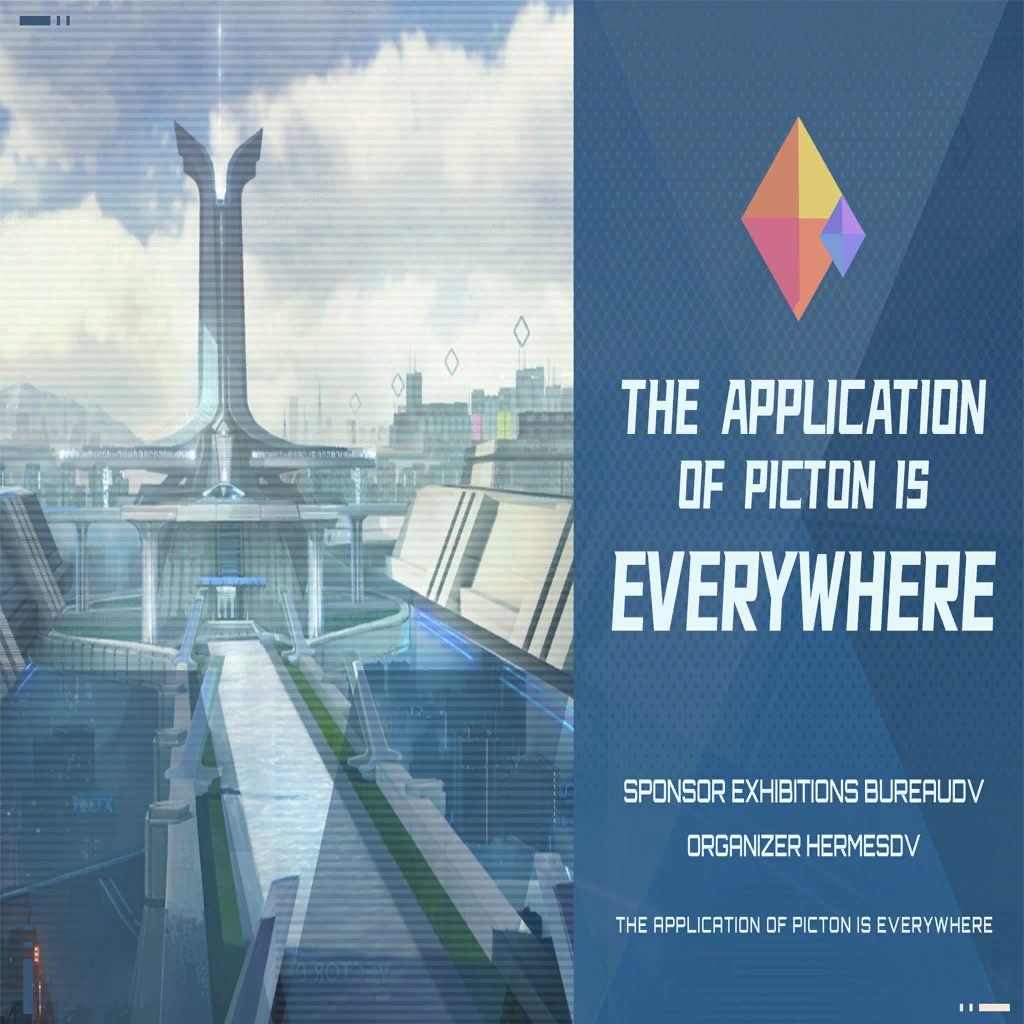 THE APPLICATION
OF PICTON IS
EVERYWHERE
SPONSOR EXHIBITIONS BUREAUDV
ORGANIZER HERMESDV
THE APPLICATION OF PICTON IS EVERYWHERE